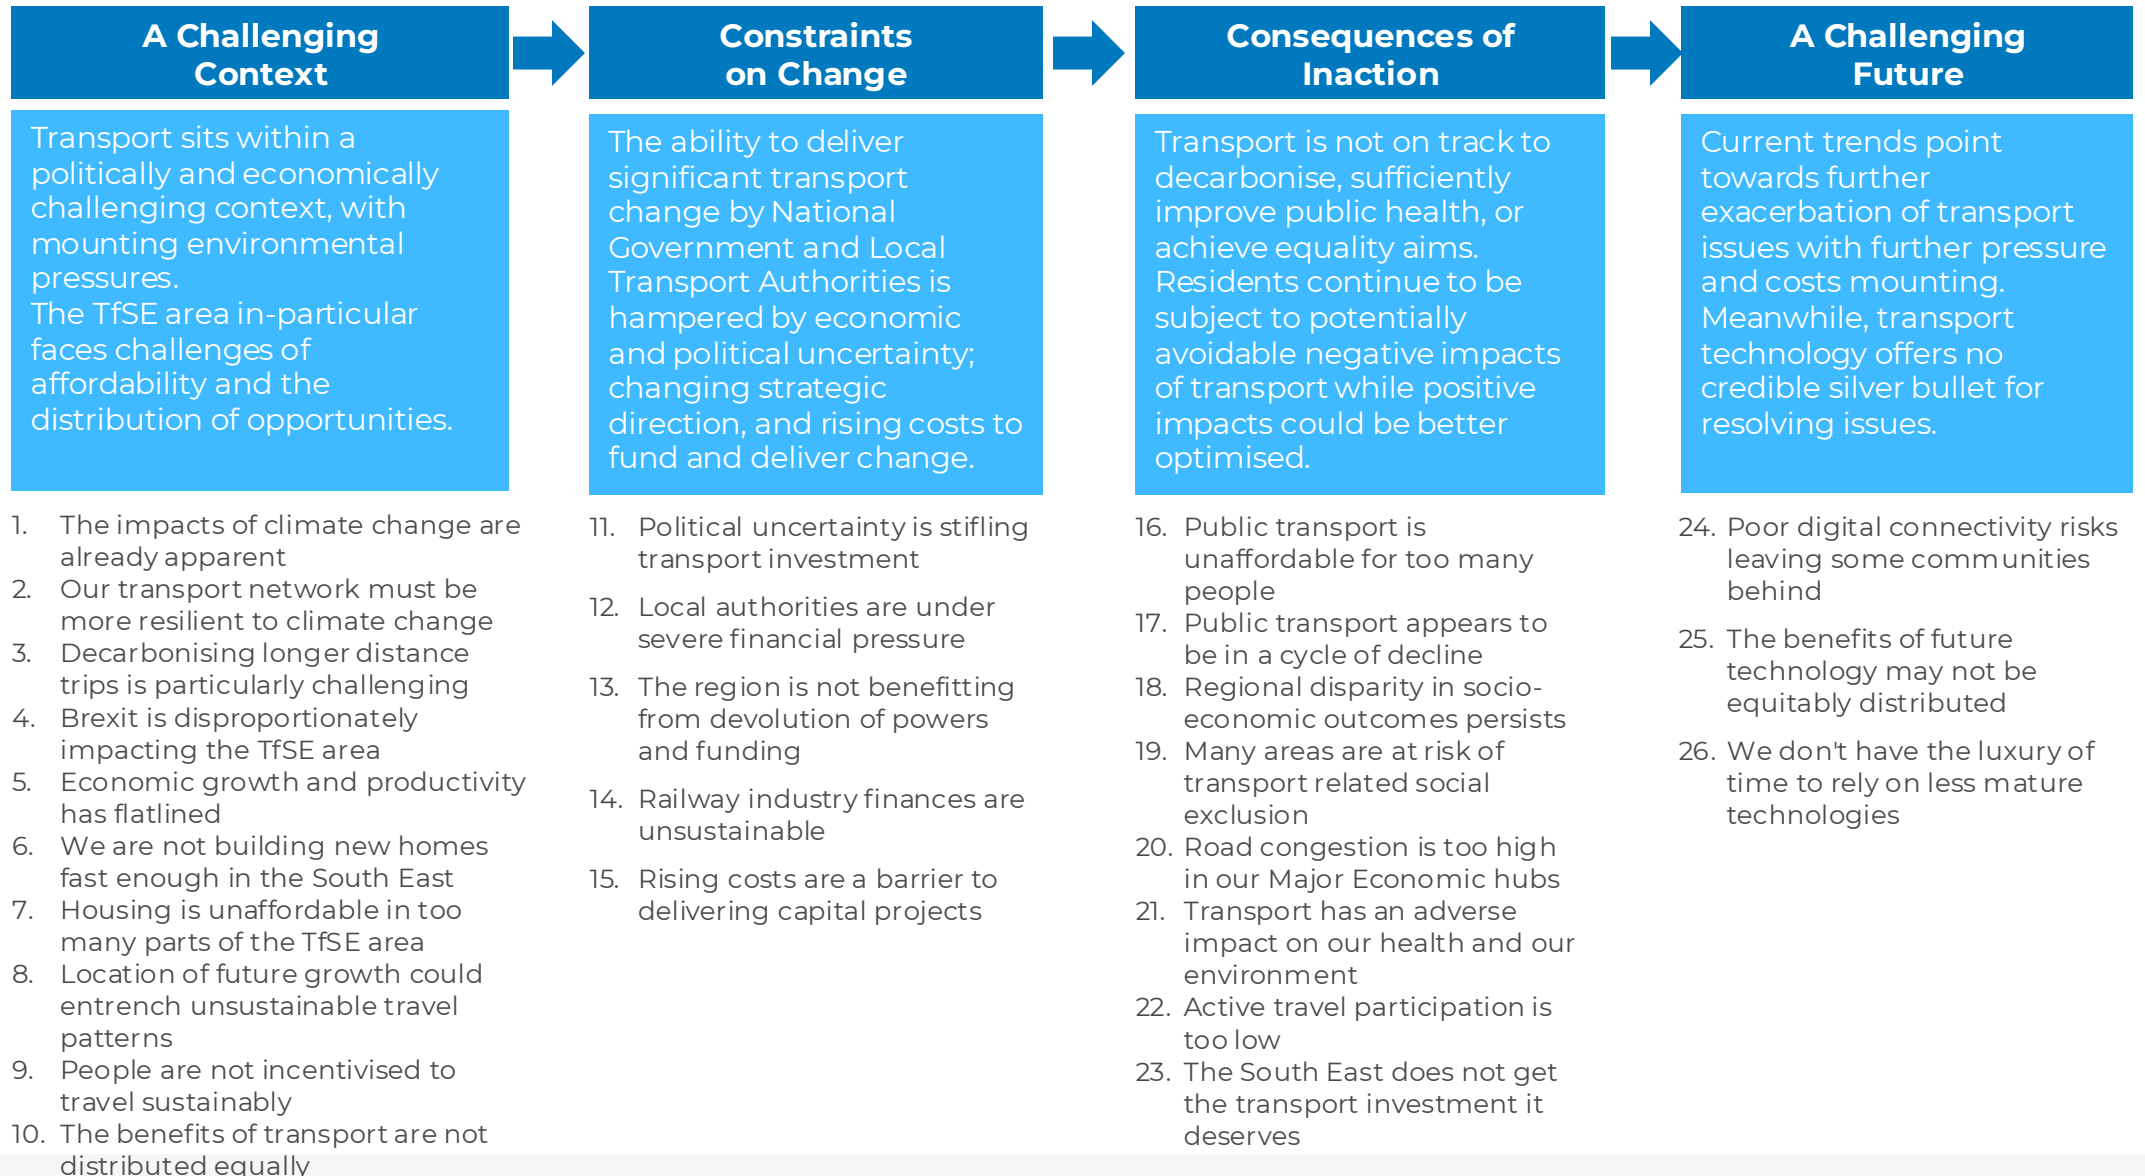 A Challenging
Context
Transport sits within a
politically and economically
challenging context, with
mounting environmental
pressures.
The TfSE area in-particular
faces challenges of
affordability and the
distribution of opportunities.
1. The impacts of climate change are
already apparent
2. Our transport network must be
more resilient to climate change
3. Decarbonising longer distance
trips is particularly challenging
4. Brexit is disproportionately
impacting the TfSE area
5. Economic growth and productivity
has flatlined
6. We are not building new homes
fast enough in the South East
7. Housing is unaffordable in too
many parts of the TfSE area
8. Location of future growth could
entrench unsustainable travel
patterns
9. People are not incentivised to
travel sustainably
10. The benefits of transport are not
distributed equally
Constraints
on Change
The ability to deliver
significant transport
change by National
Government and Local
Transport Authorities is
hampered by economic
and political uncertainty;
changing strategic
direction, and rising costs to
fund and deliver change.
11. Political uncertainty is stifling
transport investment
12. Local authorities are under
severe financial pressure
13. The region is not benefitting
from devolution of powers
and funding
14. Railway industry finances are
unsustainable
15. Rising costs are a barrier to
delivering capital projects
Consequences of
Inaction
Transport is not on track to
decarbonise, sufficiently
improve public health, or
achieve equality aims.
Residents continue to be
subject to potentially
avoidable negative impacts
of transport while positive
impacts could be better
optimised.
16. Public transport is
unaffordable for too many
people
17. Public transport appears to
be in a cycle of decline
18. Regional disparity in socio-
economic outcomes persists
19. Many areas are at risk of
transport related social
exclusion
20. Road congestion is too high
in our Major Economic hubs
21. Transport has an adverse
impact on our health and our
environment
22. Active travel participation is
too low
23. The South East does not get
the transport investment it
deserves
A Challenging
Future
Current trends point
towards further
exacerbation of transport
issues with further pressure
and costs mounting.
Meanwhile, transport
technology offers no
credible silver bullet for
resolving issues.
24. Poor digital connectivity risks
leaving some communities
behind
25. The benefits of future
technology may not be
equitably distributed
26. We don't have the luxury of
time to rely on less mature
technologies